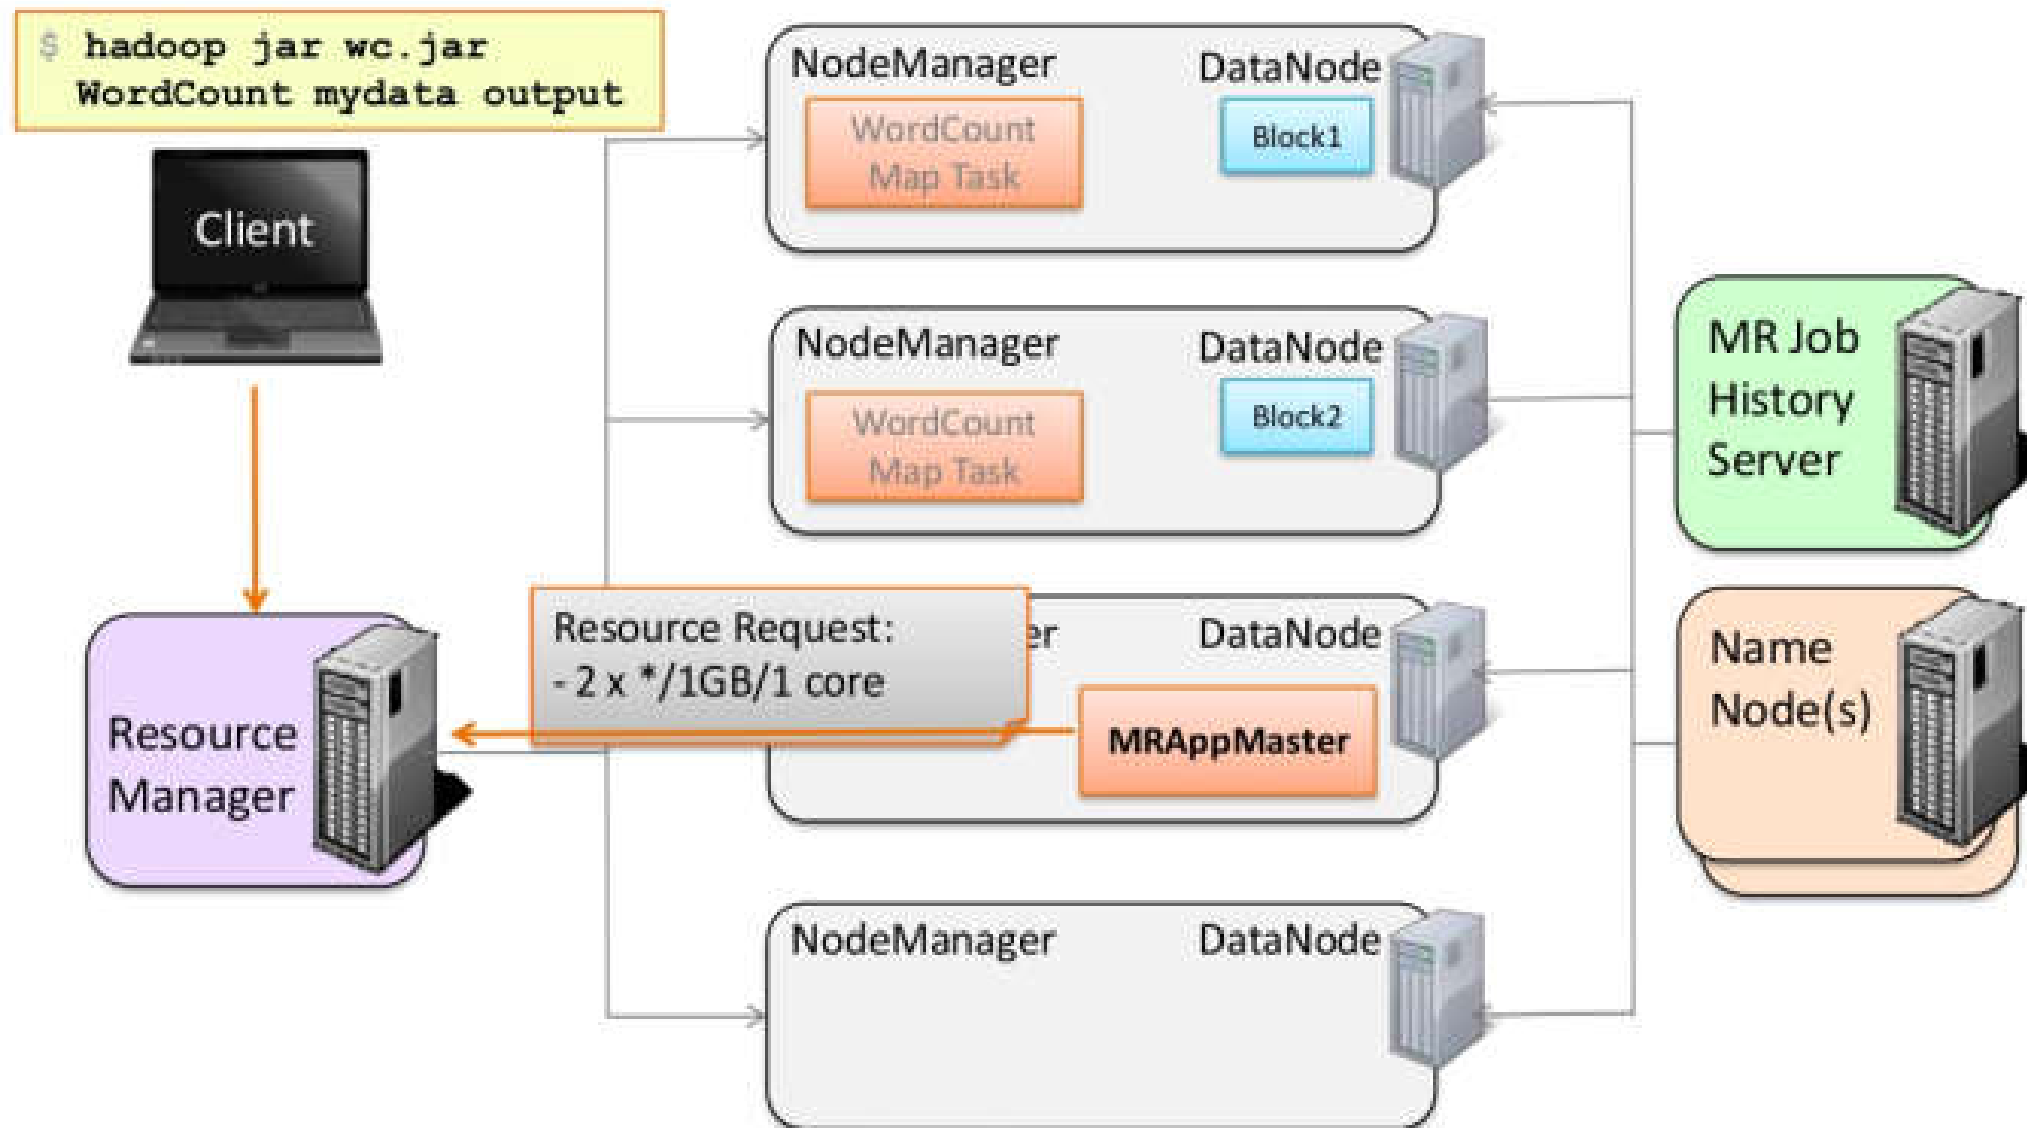 $ hadoop jar wc.jar
WordCount mydata output
Client
Resource
Manager
NodeManager
DataNode
WordCount
Map Task
Block1
NodeManager
DataNode
WordCount
Map Task
Block2
Resource Request:
- 2 x */1GB/1 core
er
DataNode
MRAppMaster
NodeManager
DataNode
MR Job
History
Server
Name
Node(s)